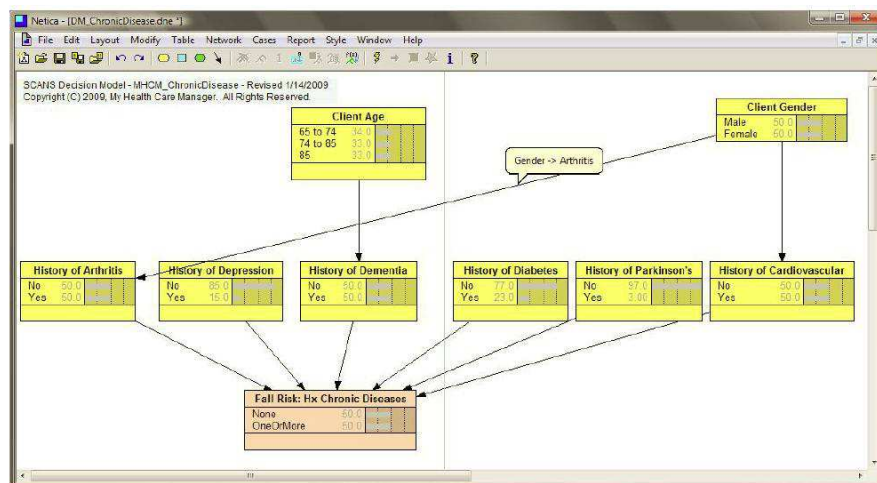 Netica - [DM_ChronicDisease.dne *]
File Edit Layout Modify Table Network Cases Report Style Window Help
SCANS Decision Model - MHCM_ChronicDisease - Revised 1/14/2009
Copyright (C) 2009, My Health Care Manager. All Rights Reserved.
Client Age
65 to 74 34.0
74 to 85 33.0
85 33.0
Client Gender
Male 50.0
Female 50.0
Gender -> Arthritis
History of Arthritis
No 50.0
Yes 50.0
History of Depression
No 85.0
Yes 15.0
History of Dementia
No 50.0
Yes 50.0
History of Diabetes
No 77.0
Yes 23.0
History of Parkinson's
No 97.0
Yes 3.00
History of Cardiovascular
No 50.0
Yes 50.0
Fall Risk: Hx Chronic Diseases
None 50.0
OneOrMore 50.0